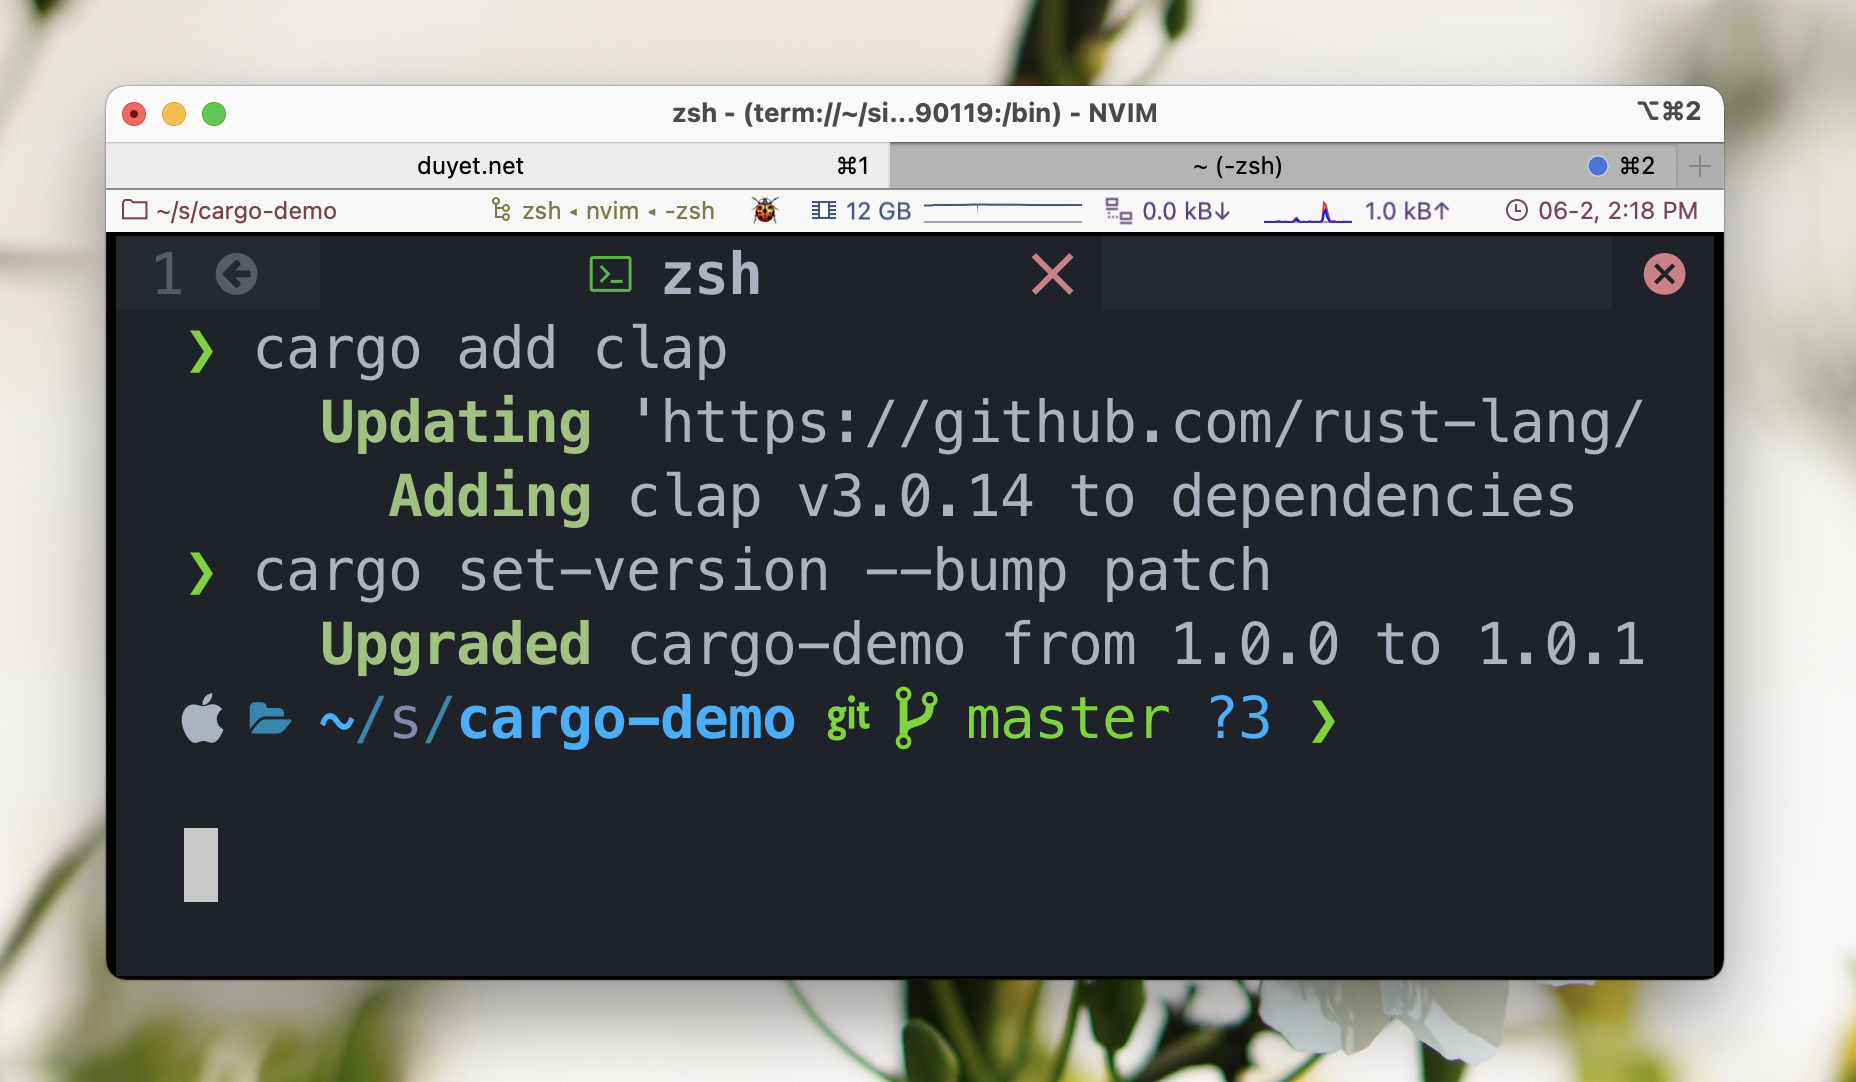 zsh - (term://~/si...90119:/bin) - NVIM ⌥⌘2
duyet.net ⌘1 ~ (-zsh) ⌘2
~/s/cargo-demo zsh ◂ nvim ◂ -zsh 12 GB 0.0 kB↓ 1.0 kB↑ 06-2, 2:18 PM
1 zsh
❯ cargo add clap
Updating 'https://github.com/rust-lang/
Adding clap v3.0.14 to dependencies
❯ cargo set-version --bump patch
Upgraded cargo-demo from 1.0.0 to 1.0.1
~/s/cargo-demo git master ?3 ❯